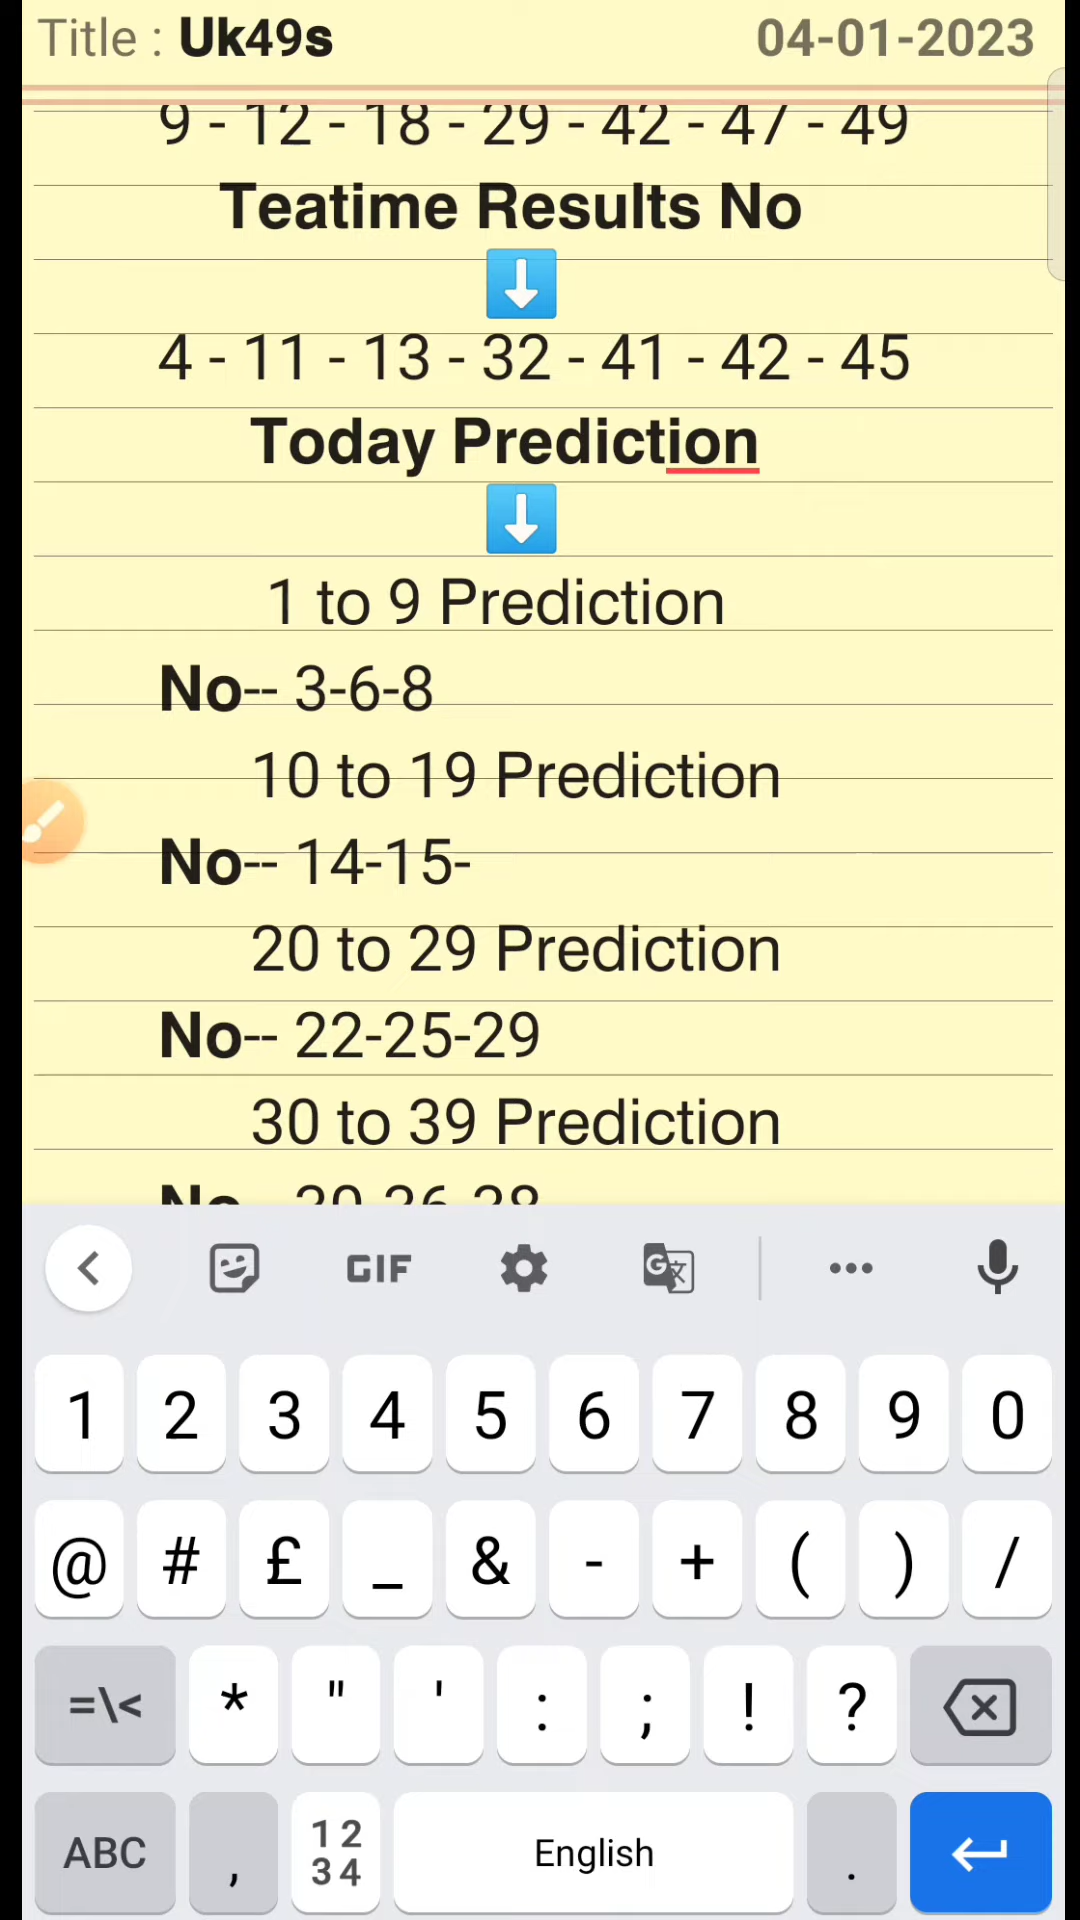 Title : Uk49s 04-01-2023
9 - 12 - 18 - 29 - 42 - 47 - 49
Teatime Results No
4 - 11 - 13 - 32 - 41 - 42 - 45
Today Prediction
1 to 9 Prediction
No-- 3-6-8
10 to 19 Prediction
No-- 14-15-
20 to 29 Prediction
No-- 22-25-29
30 to 39 Prediction
No
GIF
1 2 3 4 5 6 7 8 9 0
@ # £ _ & - + ( ) /
=\< * " ' : ; ! ?
ABC , 1 2 3 4 English .